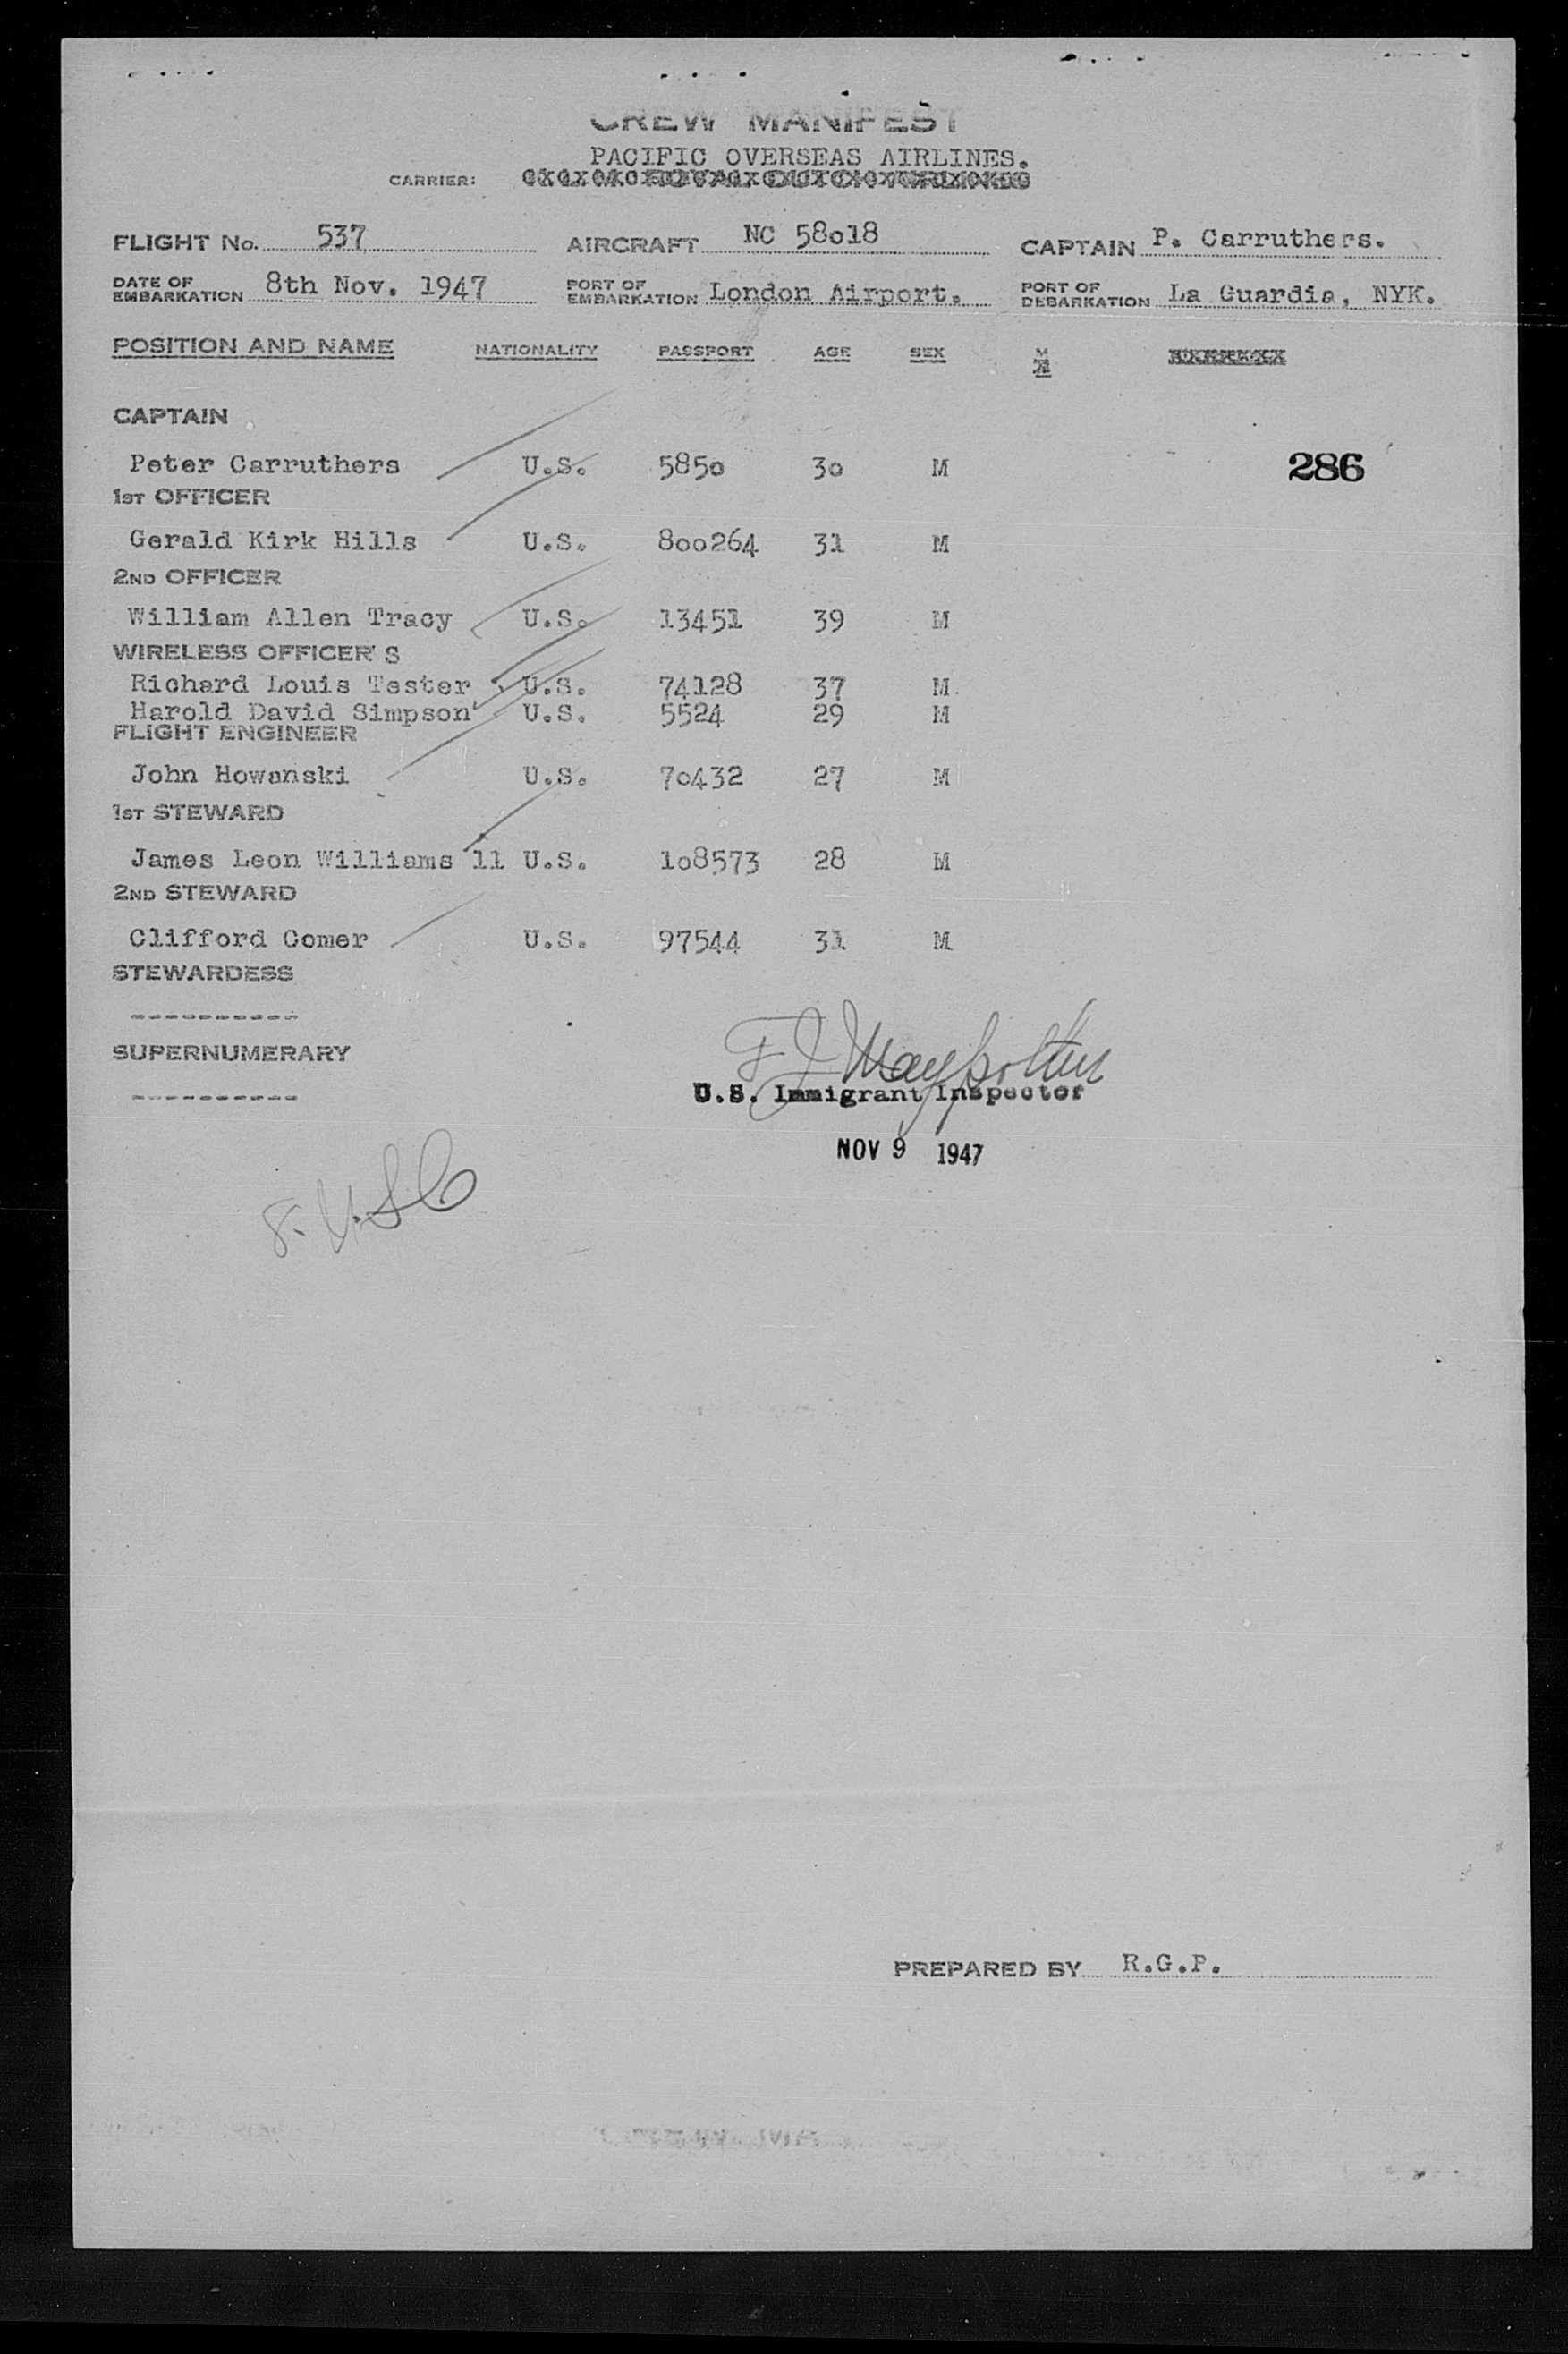 CREW MANIFEST
PACIFIC OVERSEAS AIRLINES.
CARRIER:
FLIGHT No. 537 AIRCRAFT NC 58018 CAPTAIN P. Carruthers.
DATE OF EMBARKATION 8th Nov. 1947 PORT OF EMBARKATION London Airport. PORT OF DEBARKATION La Guardia, NYK.
POSITION AND NAME NATIONALITY PASSPORT AGE SEX
CAPTAIN
Peter Carruthers U.S. 5850 30 M 286
1ST OFFICER
Gerald Kirk Hills U.S. 800264 31 M
2ND OFFICER
William Allen Tracy U.S. 13451 39 M
WIRELESS OFFICER'S
Richard Louis Tester U.S. 74128 37 M
Harold David Simpson U.S. 5524 29 M
FLIGHT ENGINEER
John Howanski U.S. 70432 27 M
1ST STEWARD
James Leon Williams 11 U.S. 108573 28 M
2ND STEWARD
Clifford Comer U.S. 97544 31 M
STEWARDESS
-----------
SUPERNUMERARY
-----------
U.S. Immigrant Inspector
NOV 9 1947
PREPARED BY R.G.P.